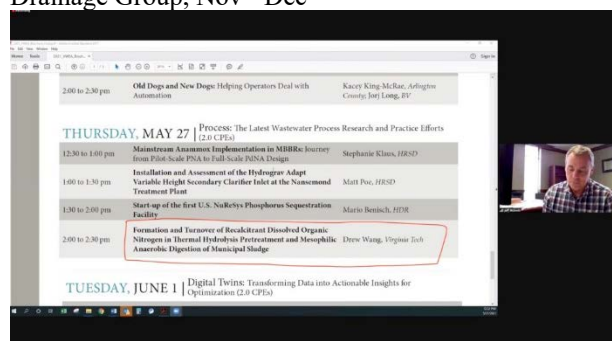 Drainage Group, Nov - Dec
2:00 to 2:30 pm
Old Dogs and New Dogs: Helping Operators Deal with
Automation
Kacey King-McRae, Arlington
County; Jorj Long, BV
THURSDAY, MAY 27 | Process: The Latest Wastewater Process Research and Practice Efforts
(2.0 CPEs)
12:30 to 1:00 pm
Mainstream Anammox Implementation in MBBRs: Journey
from Pilot-Scale PNA to Full-Scale PdNA Design
Stephanie Klaus, HRSD
1:00 to 1:30 pm
Installation and Assessment of the Hydrograv Adapt
Variable Height Secondary Clarifier Inlet at the Nansemond
Treatment Plant
Matt Poe, HRSD
1:30 to 2:00 pm
Start-up of the first U.S. NuReSys Phosphorus Sequestration
Facility
Mario Benisch, HDR
2:00 to 2:30 pm
Formation and Turnover of Recalcitrant Dissolved Organic
Nitrogen in Thermal Hydrolysis Pretreatment and Mesophilic
Anaerobic Digestion of Municipal Sludge
Drew Wang, Virginia Tech
TUESDAY, JUNE 1 | Digital Twins: Transforming Data into Actionable Insights for
Optimization (2.0 CPEs)